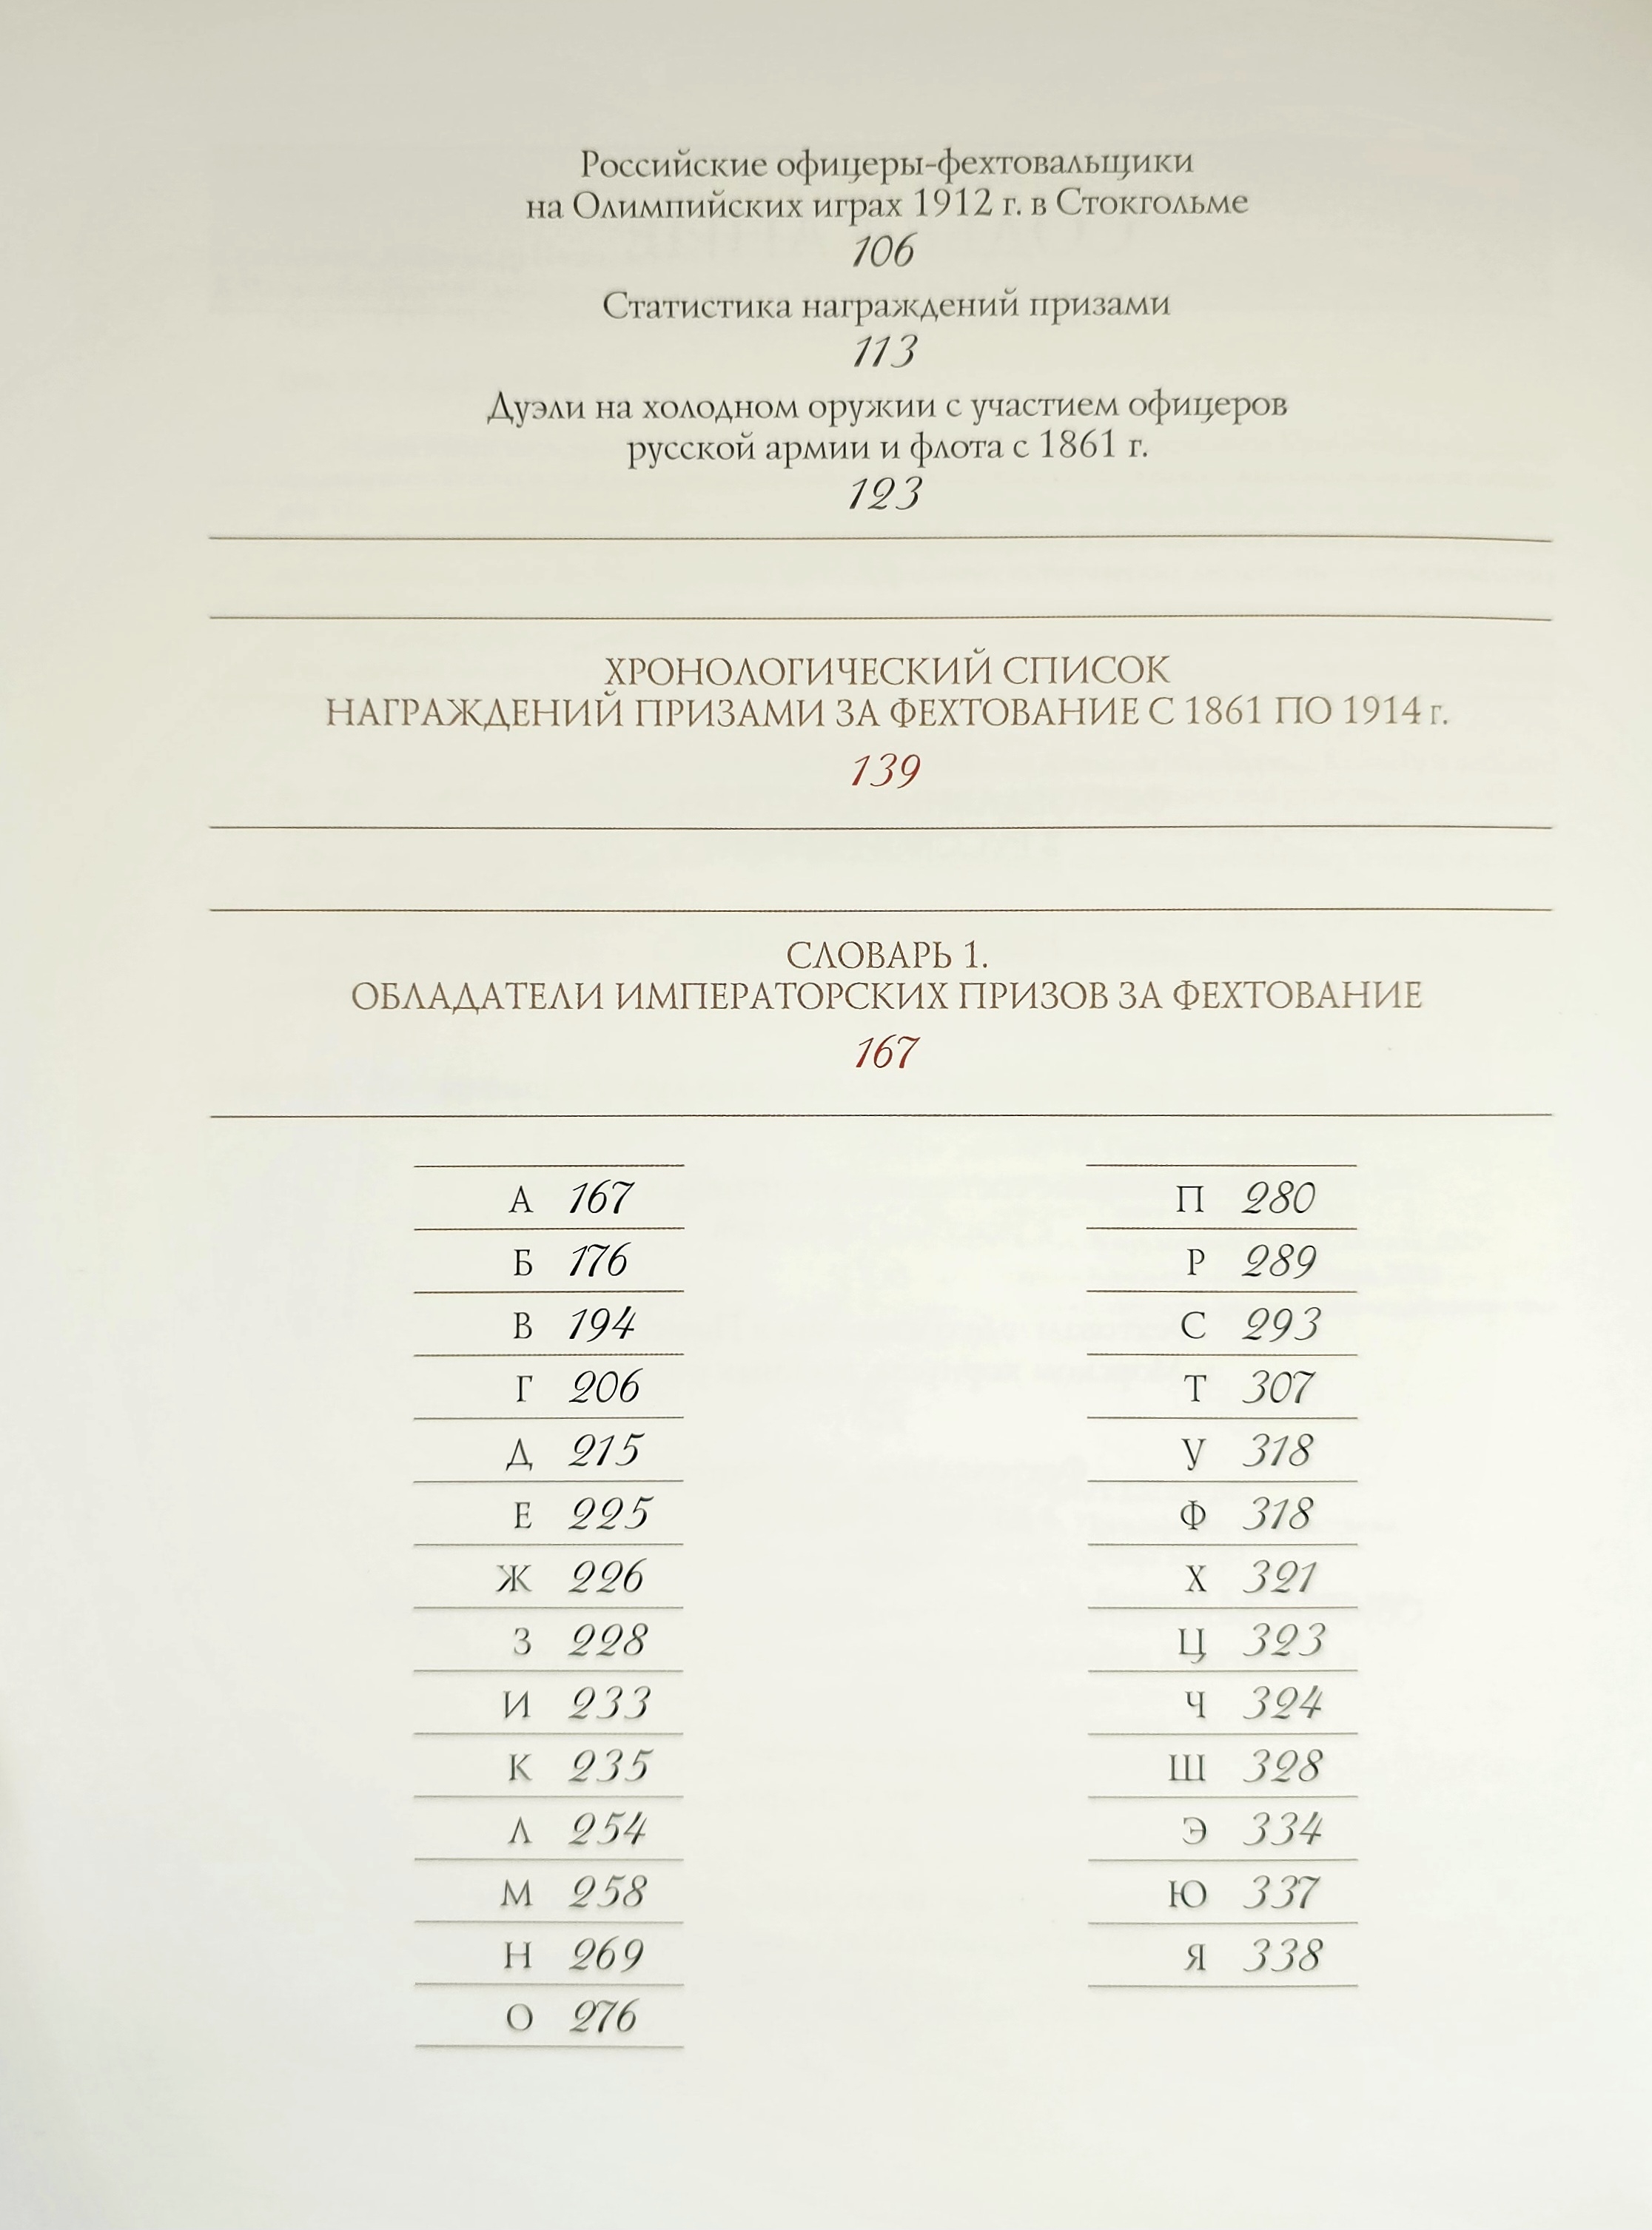 Российские офицеры-фехтовальщики
на Олимпийских играх 1912 г. в Стокгольме
106
Статистика награждений призами
113
Дуэли на холодном оружии с участием офицеров
русской армии и флота с 1861 г.
123
ХРОНОЛОГИЧЕСКИЙ СПИСОК
НАГРАЖДЕНИЙ ПРИЗАМИ ЗА ФЕХТОВАНИЕ С 1861 ПО 1914 г.
139
СЛОВАРЬ 1.
ОБЛАДАТЕЛИ ИМПЕРАТОРСКИХ ПРИЗОВ ЗА ФЕХТОВАНИЕ
167
А 167
Б 176
В 194
Г 206
Д 215
Е 225
Ж 226
З 228
И 233
К 235
Л 254
М 258
Н 269
О 276
П 280
Р 289
С 293
Т 307
У 318
Ф 318
Х 321
Ц 323
Ч 324
Ш 328
Э 334
Ю 337
Я 338